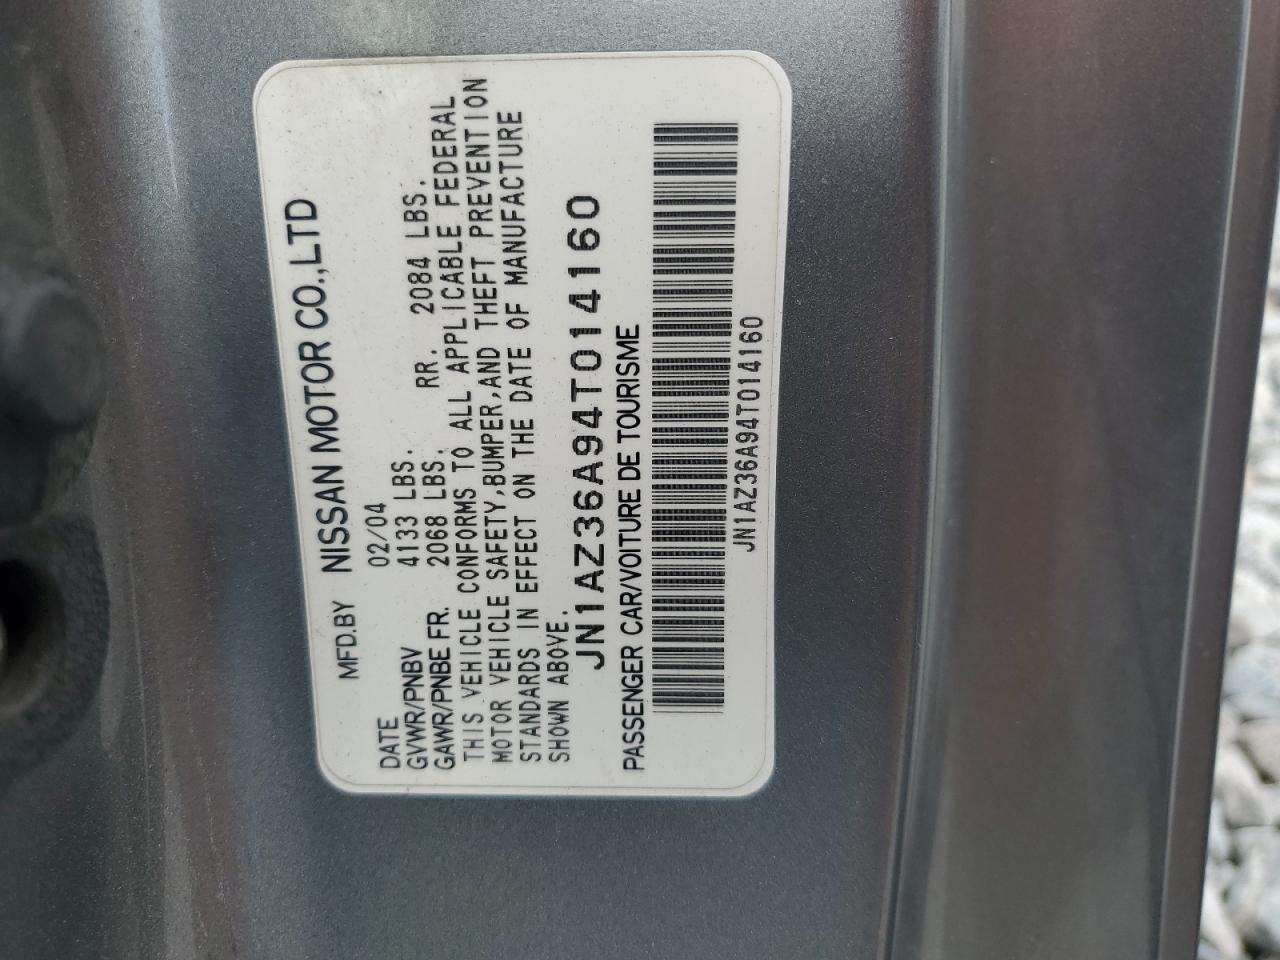 MFD.BY NISSAN MOTOR CO.,LTD
DATE 02/04
GVWR/PNBV 4133 LBS.
GAWR/PNBE FR. 2068 LBS. RR. 2084 LBS.
THIS VEHICLE CONFORMS TO ALL APPLICABLE FEDERAL
MOTOR VEHICLE SAFETY,BUMPER,AND THEFT PREVENTION
STANDARDS IN EFFECT ON THE DATE OF MANUFACTURE
SHOWN ABOVE.
JN1AZ36A94T014160
PASSENGER CAR/VOITURE DE TOURISME
JN1AZ36A94T014160